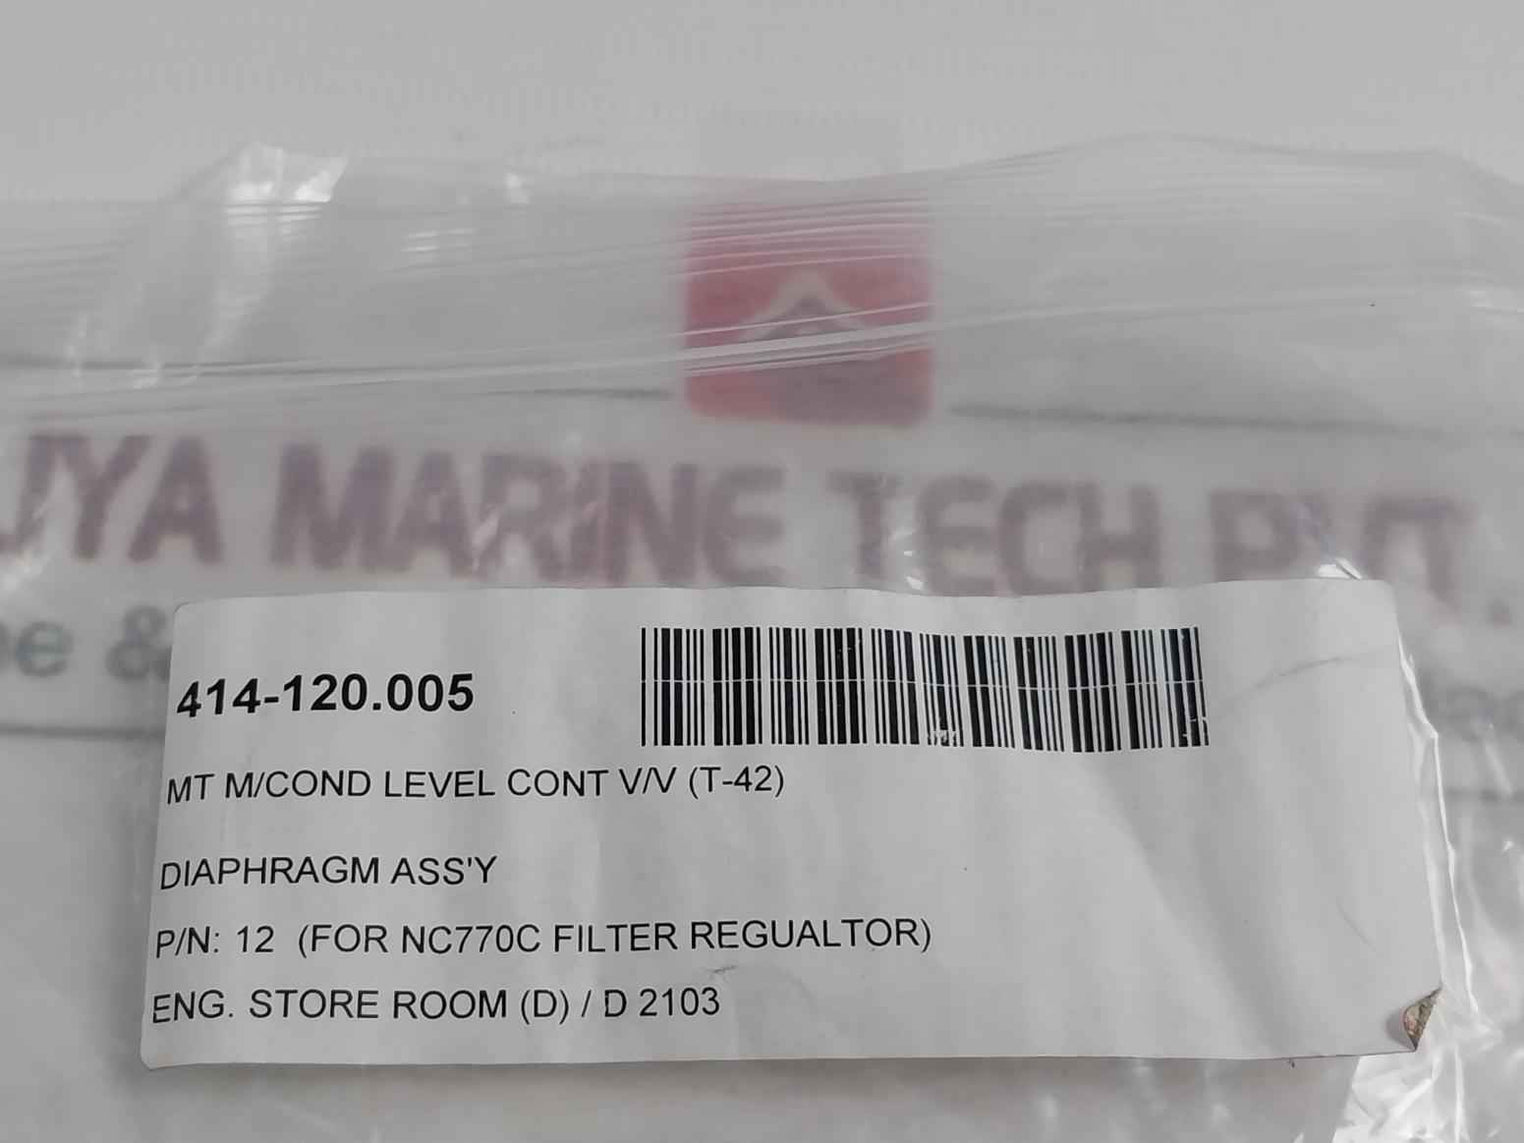 JYA MARINE TECH PVT.
e &
414-120.005
MT M/COND LEVEL CONT V/V (T-42)
DIAPHRAGM ASS'Y
P/N: 12 (FOR NC770C FILTER REGUALTOR)
ENG. STORE ROOM (D) / D 2103